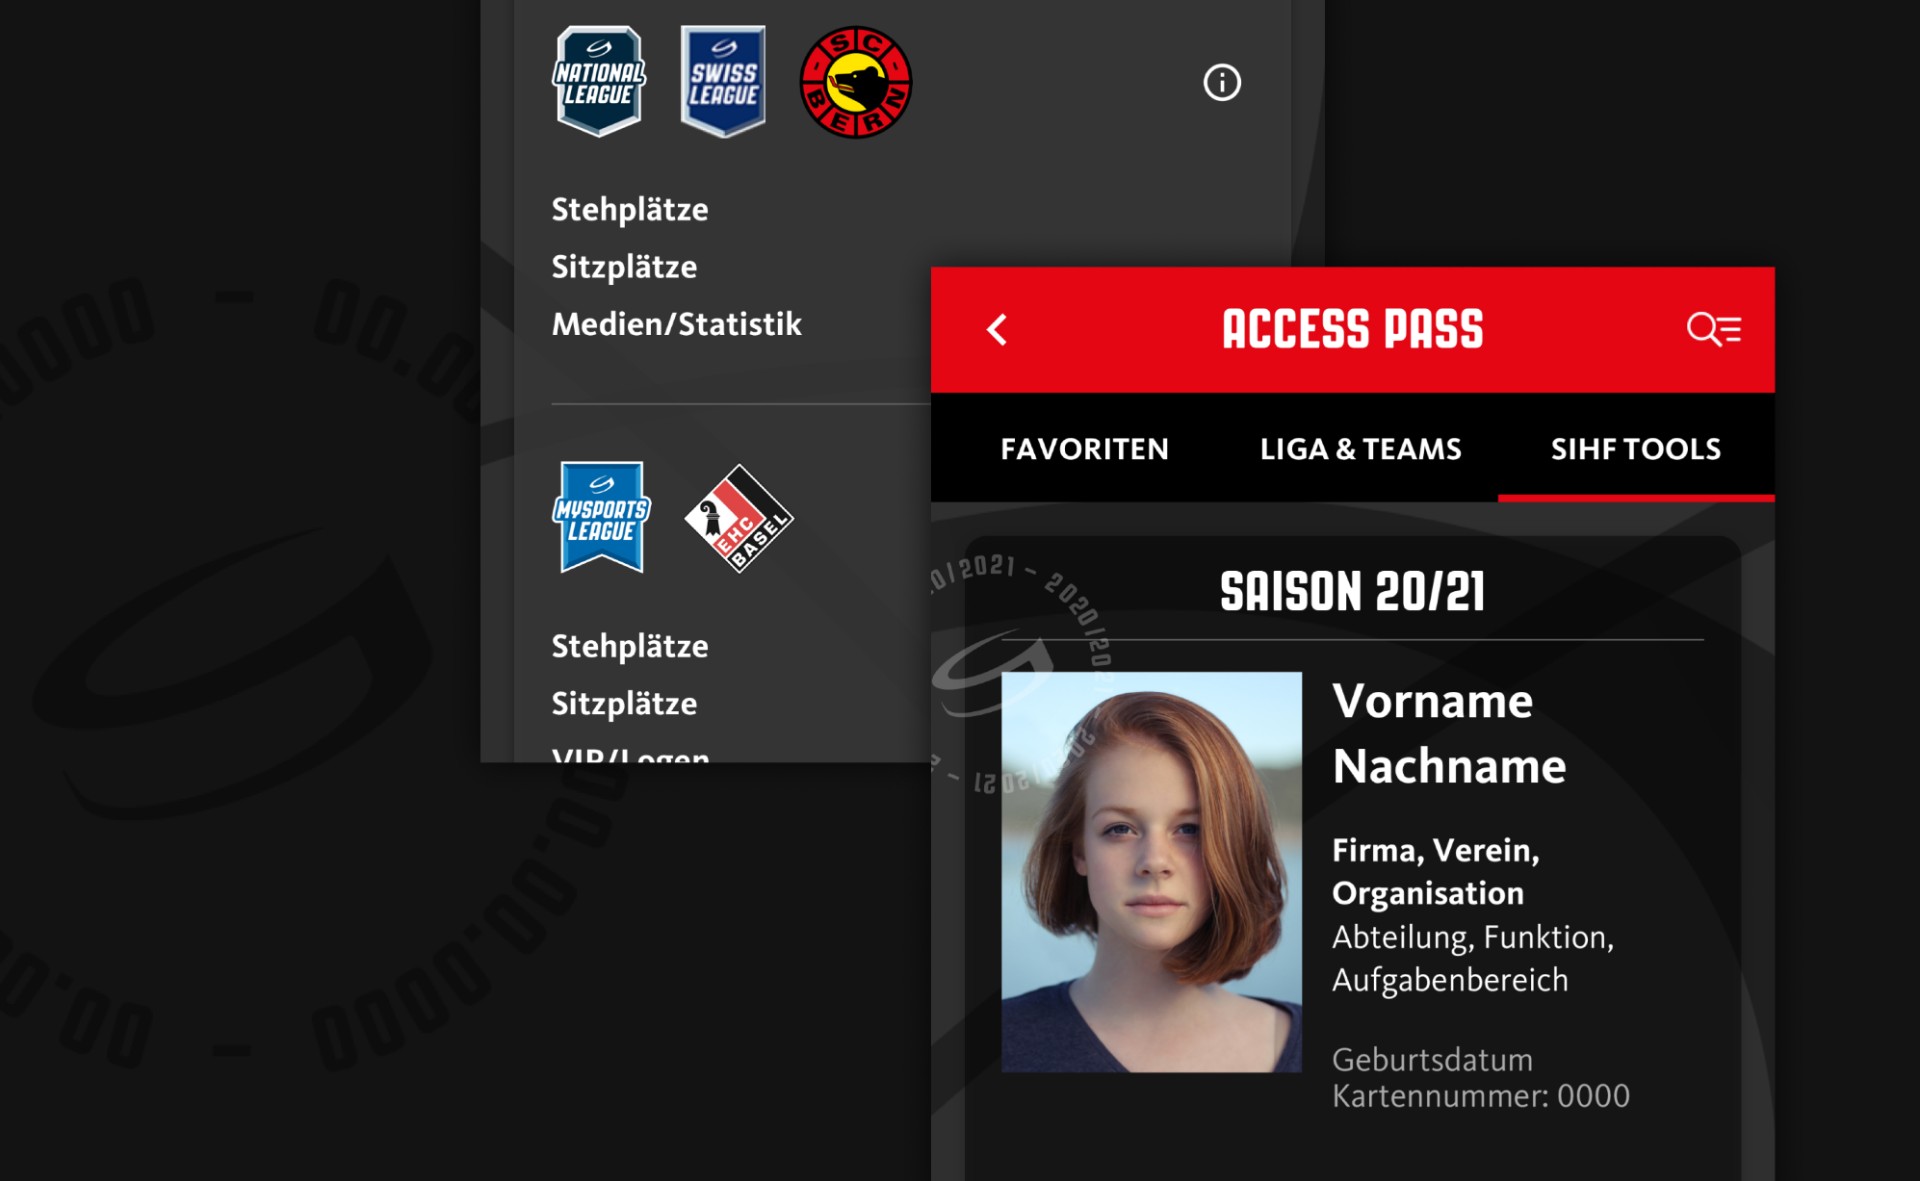 NATIONAL
LEAGUE
SWISS
LEAGUE
SC
BERN
Stehplätze
Sitzplätze
Medien/Statistik
MYSPORTS
LEAGUE
EHC
BASEL
Stehplätze
Sitzplätze
VIP/Logen
ACCESS PASS
FAVORITEN
LIGA & TEAMS
SIHF TOOLS
SAISON 20/21
Vorname
Nachname
Firma, Verein,
Organisation
Abteilung, Funktion,
Aufgabenbereich
Geburtsdatum
Kartennummer: 0000